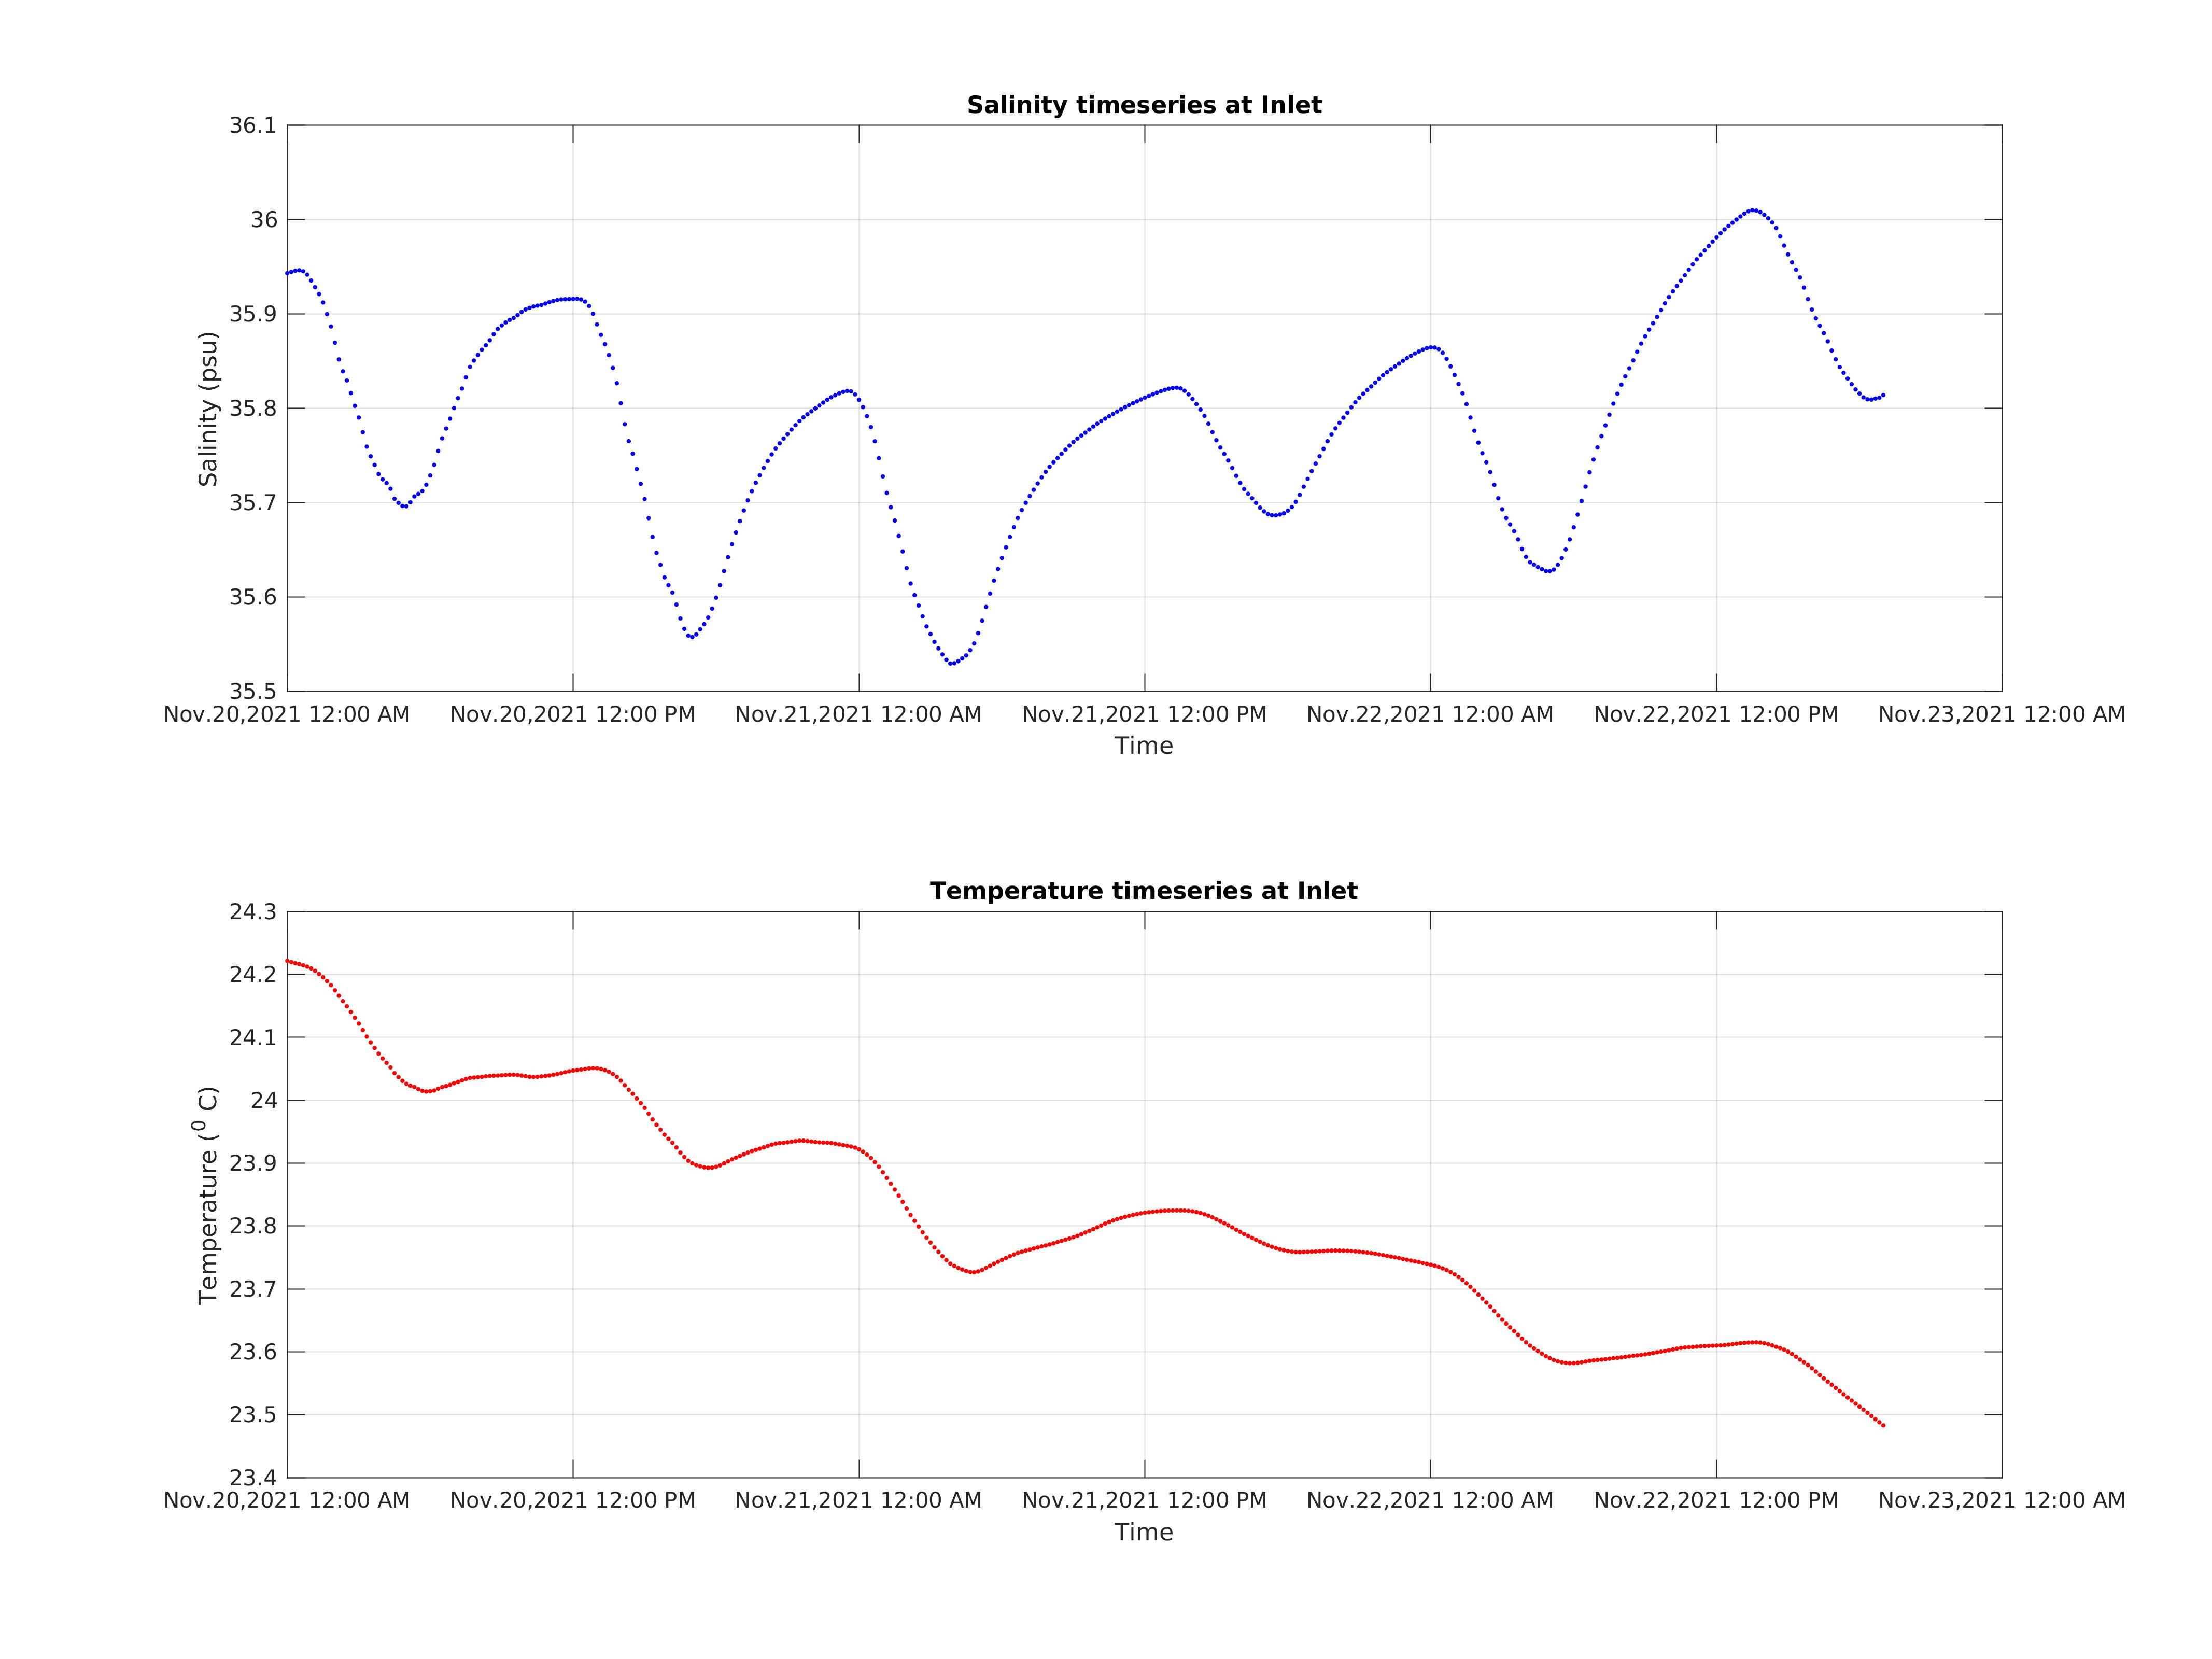 Salinity timeseries at Inlet
36.1
36
35.9
35.8
35.7
35.6
35.5
Salinity (psu)
Nov.20,2021 12:00 AM Nov.20,2021 12:00 PM Nov.21,2021 12:00 AM Nov.21,2021 12:00 PM Nov.22,2021 12:00 AM Nov.22,2021 12:00 PM Nov.23,2021 12:00 AM
Time
Temperature timeseries at Inlet
24.3
24.2
24.1
24
23.9
23.8
23.7
23.6
23.5
23.4
Temperature (⁰ C)
Nov.20,2021 12:00 AM Nov.20,2021 12:00 PM Nov.21,2021 12:00 AM Nov.21,2021 12:00 PM Nov.22,2021 12:00 AM Nov.22,2021 12:00 PM Nov.23,2021 12:00 AM
Time